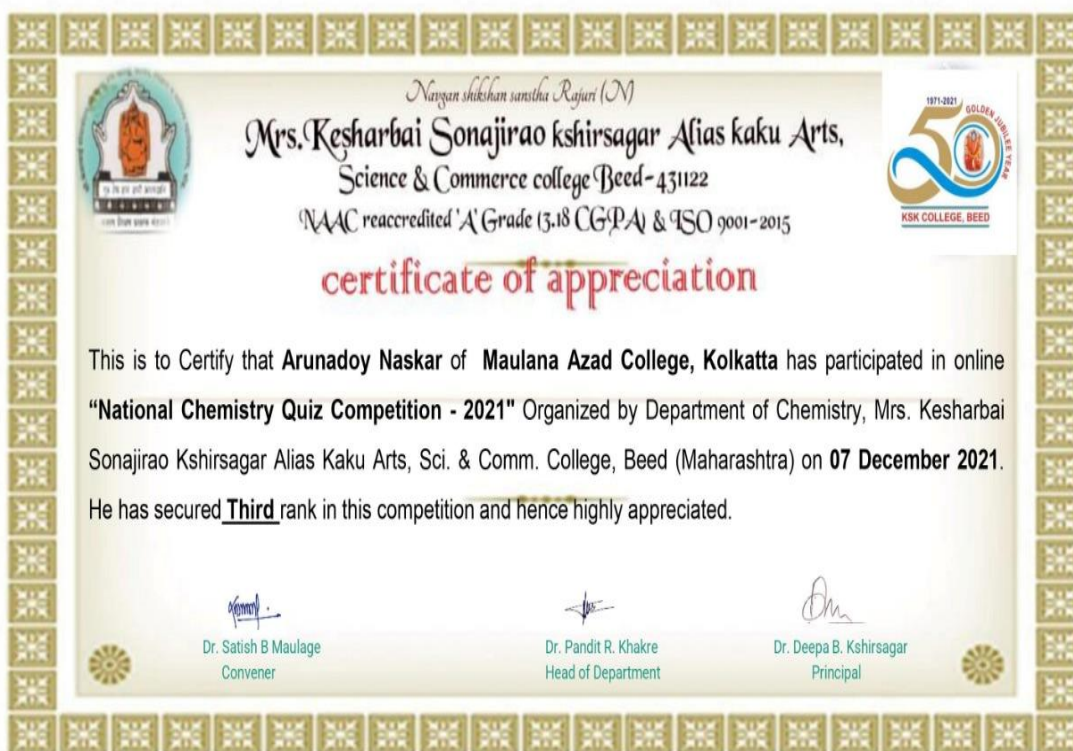 Navgan shikshan sanstha Rajuri (N)
Mrs.Kesharbai Sonajirao kshirsagar Alias kaku Arts,
Science & Commerce college Beed-431122
NAAC reaccredited 'A' Grade (3.18 CGPA) & ISO 9001-2015
1971-2021
GOLDEN JUBILEE YEAR
50
KSK COLLEGE, BEED
certificate of appreciation
This is to Certify that Arunadoy Naskar of Maulana Azad College, Kolkatta has participated in online
“National Chemistry Quiz Competition - 2021" Organized by Department of Chemistry, Mrs. Kesharbai
Sonajirao Kshirsagar Alias Kaku Arts, Sci. & Comm. College, Beed (Maharashtra) on 07 December 2021.
He has secured Third rank in this competition and hence highly appreciated.
Dr. Satish B Maulage
Convener
Dr. Pandit R. Khakre
Head of Department
Dr. Deepa B. Kshirsagar
Principal